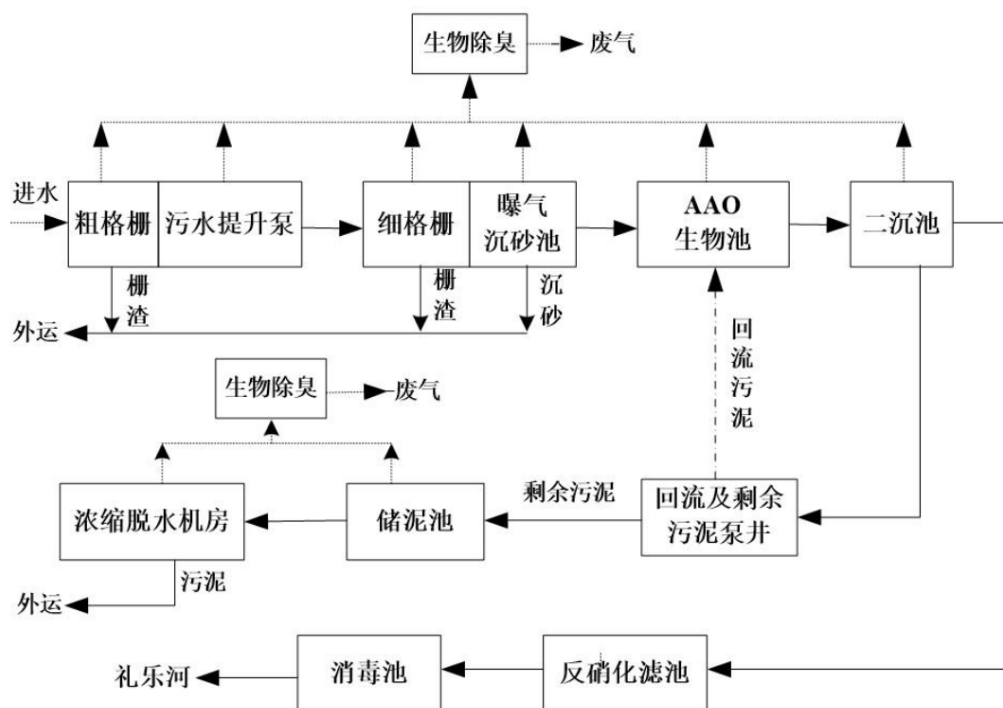 生物除臭
废气
进水
粗格栅
污水提升泵
细格栅
曝气
沉砂池
AAO
生物池
二沉池
栅
渣
栅
渣
沉
砂
外运
回
流
污
泥
生物除臭
废气
浓缩脱水机房
储泥池
剩余污泥
回流及剩余
污泥泵井
污泥
外运
礼乐河
消毒池
反硝化滤池